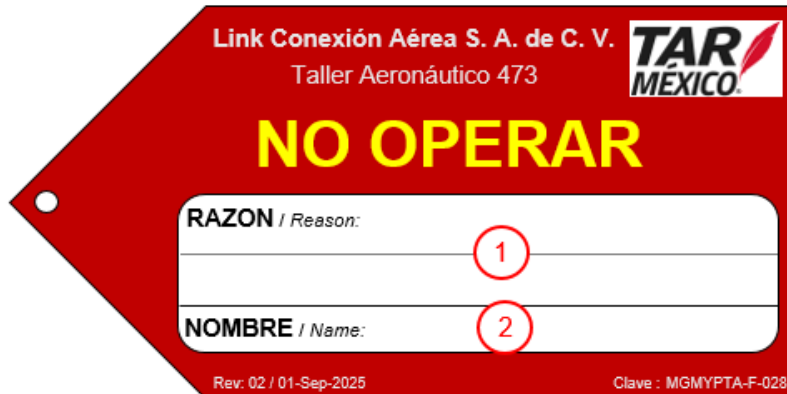 Link Conexión Aérea S. A. de C. V.
Taller Aeronáutico 473
TAR
MÉXICO.
NO OPERAR
RAZON / Reason:
1
NOMBRE / Name:
2
Rev: 02 / 01-Sep-2025
Clave : MGMYPTA-F-028